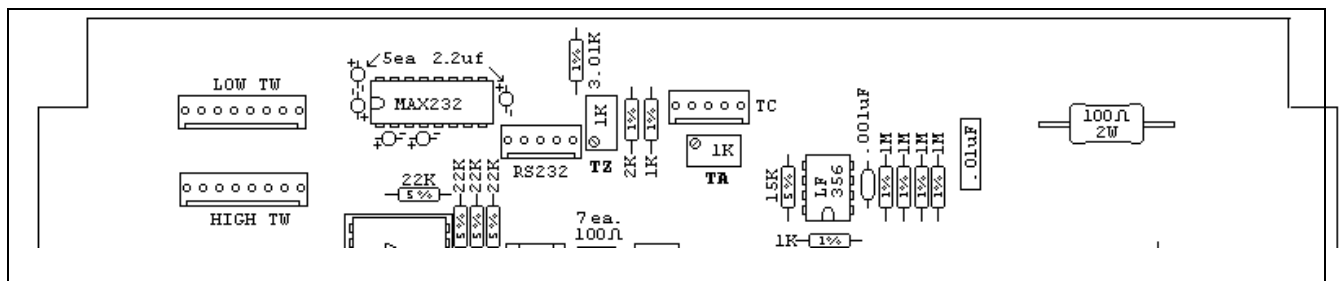 5ea 2.2uf
1%
3.01K
LOW TW
MAX232
1K
1%
1%
TC
100Ω
2W
.001uF
1M
1M
1M
1M
.01uF
RS232
TZ
2K
1K
1K
TA
15K
5%
LF
356
1%
1%
1%
1%
22K
5%
22K
22K
22K
HIGH TW
5%
5%
5%
7ea.
100Ω
1K
1%